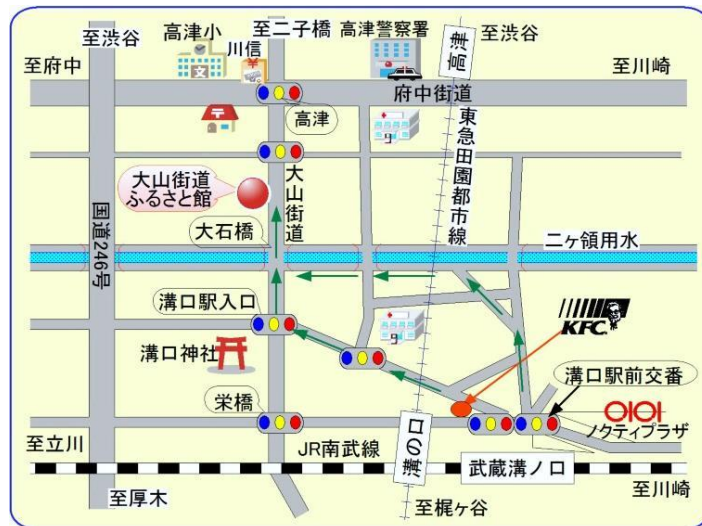 至渋谷
高津小
至二子橋
川信
高津警察署
至渋谷
至府中
文
高津
至川崎
府中街道
高津
東急田園都市線
大山街道
ふるさと館
大山街道
大石橋
国道246号
二ヶ領用水
溝口駅入口
KFC
溝口神社
溝口駅前交番
栄橋
OIOI
ノクティプラザ
至立川
JR南武線
溝の口
武蔵溝ノ口
至川崎
至厚木
至梶ヶ谷